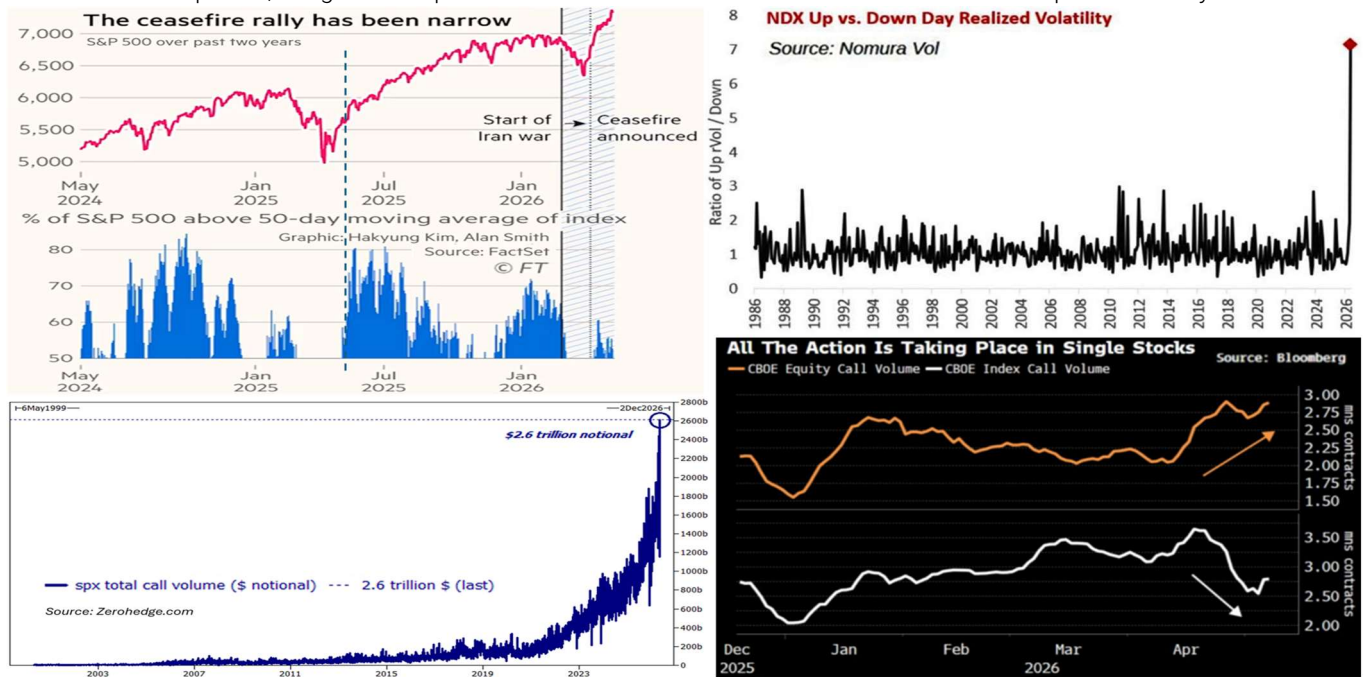 The ceasefire rally has been narrow
S&P 500 over past two years
7,000
6,500
6,000
5,500
5,000
Start of
Iran war
Ceasefire
announced
May
2024
Jan
2025
Jul
2025
Jan
2026
% of S&P 500 above 50-day moving average of index
Graphic: Hakyung Kim, Alan Smith
Source: FactSet
© FT
80
70
60
50
May
2024
Jan
2025
Jul
2025
Jan
2026
NDX Up vs. Down Day Realized Volatility
Source: Nomura Vol
Ratio of Up rVol / Down
8
7
6
5
4
3
2
1
0
1986
1988
1990
1992
1994
1996
1998
2000
2002
2004
2006
2008
2010
2012
2014
2016
2018
2020
2022
2024
2026
6May1999
2Dec2026
$2.6 trillion notional
2800b
2600b
2400b
2200b
2000b
1800b
1600b
1400b
1200b
1000b
800b
600b
400b
200b
0
spx total call volume ($ notional) --- 2.6 trillion $ (last)
Source: Zerohedge.com
2003
2007
2011
2015
2019
2023
All The Action Is Taking Place in Single Stocks
Source: Bloomberg
CBOE Equity Call Volume
CBOE Index Call Volume
3.00
2.75
2.50
2.25
2.00
1.75
1.50
mns contracts
3.50
3.00
2.50
2.00
mns contracts
Dec
2025
Jan
Feb
Mar
Apr
2026